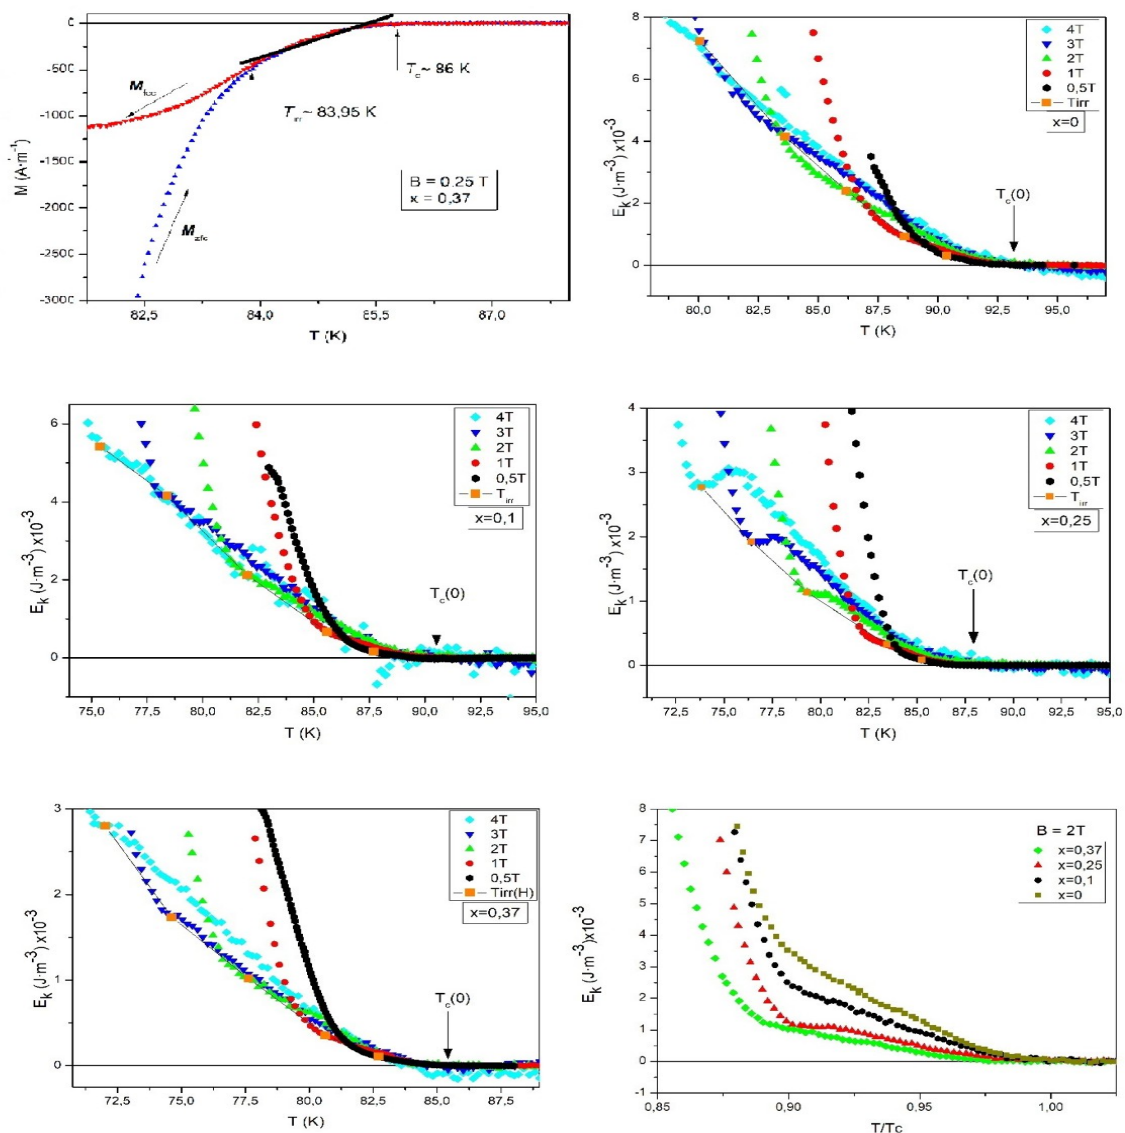 C
-500
-1000
-1500
-2000
-2500
-300C
M (A·m⁻¹)
M
T ~ 86 K
T ~ 83,95 K
irr
B = 0.25 T
x = 0,37
M
zfc
82,5 84,0 85,5 87,0
T (K)
8
6
4
2
0
E_k (J·m⁻³) x10⁻³
4T
3T
2T
1T
0,5T
Tirr
x=0
T_c(0)
80,0 82,5 85,0 87,5 90,0 92,5 95,0
T (K)
6
4
2
0
E_k (J·m⁻³) x10⁻³
4T
3T
2T
1T
0,5T
T_irr
x=0,1
T_c(0)
75,0 77,5 80,0 82,5 85,0 87,5 90,0 92,5 95,0
T (K)
4
3
2
1
0
E_k (J·m⁻³) x10⁻³
4T
3T
2T
1T
0,5T
T_irr
x=0,25
T_c(0)
72,5 75,0 77,5 80,0 82,5 85,0 87,5 90,0 92,5 95,0
T (K)
3
2
1
0
E_k (J·m⁻³) x10⁻³
4T
3T
2T
1T
0,5T
Tirr(H)
x=0,37
T_c(0)
72,5 75,0 77,5 80,0 82,5 85,0 87,5
T (K)
8
7
6
5
4
3
2
1
0
-1
E_k (J·m⁻³)x10⁻³
B = 2T
x=0,37
x=0,25
x=0,1
x=0
0,85 0,90 0,95 1,00
T/Tc